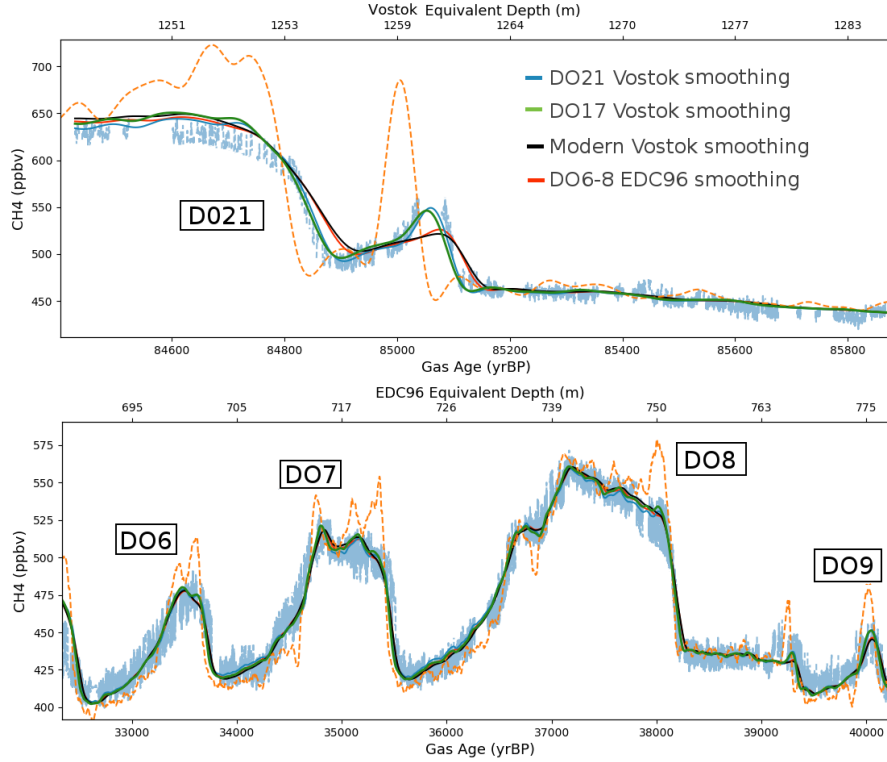 Vostok Equivalent Depth (m)
1251 1253 1259 1264 1270 1277 1283
700
650
600
550
500
450
CH4 (ppbv)
DO21 Vostok smoothing
DO17 Vostok smoothing
Modern Vostok smoothing
DO6-8 EDC96 smoothing
D021
84600 84800 85000 85200 85400 85600 85800
Gas Age (yrBP)
EDC96 Equivalent Depth (m)
695 705 717 726 739 750 763 775
575
550
525
500
475
450
425
400
CH4 (ppbv)
DO6
DO7
DO8
DO9
33000 34000 35000 36000 37000 38000 39000 40000
Gas Age (yrBP)